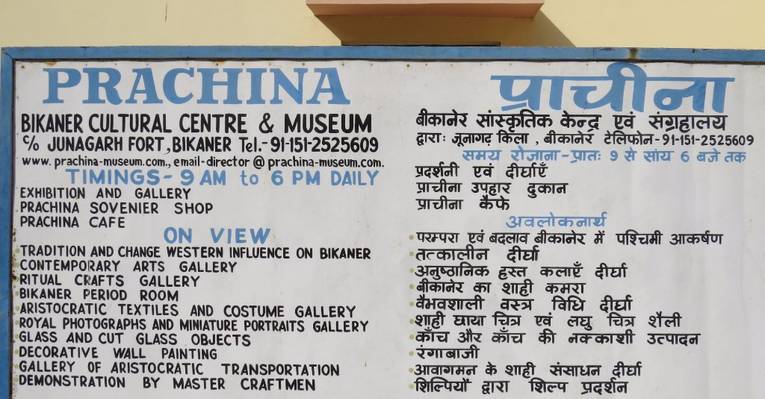 PRACHINA
BIKANER CULTURAL CENTRE & MUSEUM
C/o JUNAGARH FORT, BIKANER Tel.-91-151-2525609
www.prachina-museum.com., email-director @ prachina-museum.com.
TIMINGS- 9 AM to 6 PM DAILY
EXHIBITION AND GALLERY
PRACHINA SOVENIER SHOP
PRACHINA CAFE
ON VIEW
TRADITION AND CHANGE WESTERN INFLUENCE ON BIKANER
CONTEMPORARY ARTS GALLERY
RITUAL CRAFTS GALLERY
BIKANER PERIOD ROOM
ARISTOCRATIC TEXTILES AND COSTUME GALLERY
ROYAL PHOTOGRAPHS AND MINIATURE PORTRAITS GALLERY
GLASS AND CUT GLASS OBJECTS
DECORATIVE WALL PAINTING
GALLERY OF ARISTOCRATIC TRANSPORTATION
DEMONSTRATION BY MASTER CRAFTMEN
प्राचीना
बीकानेर सांस्कृतिक केन्द्र एवं संग्रहालय
द्वारा: जूनागढ़ किला, बीकानेर टेलिफोन-91-151-2525609
समय रोजाना-प्रातः 9 से सांय 6 बजे तक
प्रदर्शनी एवं दीर्घाएँ
प्राचीना उपहार दुकान
प्राचीना कैफे
अवलोकनार्थ
परम्परा एवं बदलाव बीकानेर में पश्चिमी आकर्षण
तत्कालीन दीर्घा
अनुष्ठानिक हस्त कलाएँ दीर्घा
बीकानेर का शाही कमरा
वैभवशाली वस्त्र विधि दीर्घा
शाही छाया चित्र एवं लघु चित्र शैली
काँच और काँच की नक्काशी उत्पादन
रंगाबाजी
आवागमन के शाही संसाधन दीर्घा
शिल्पियों द्वारा शिल्प प्रदर्शन